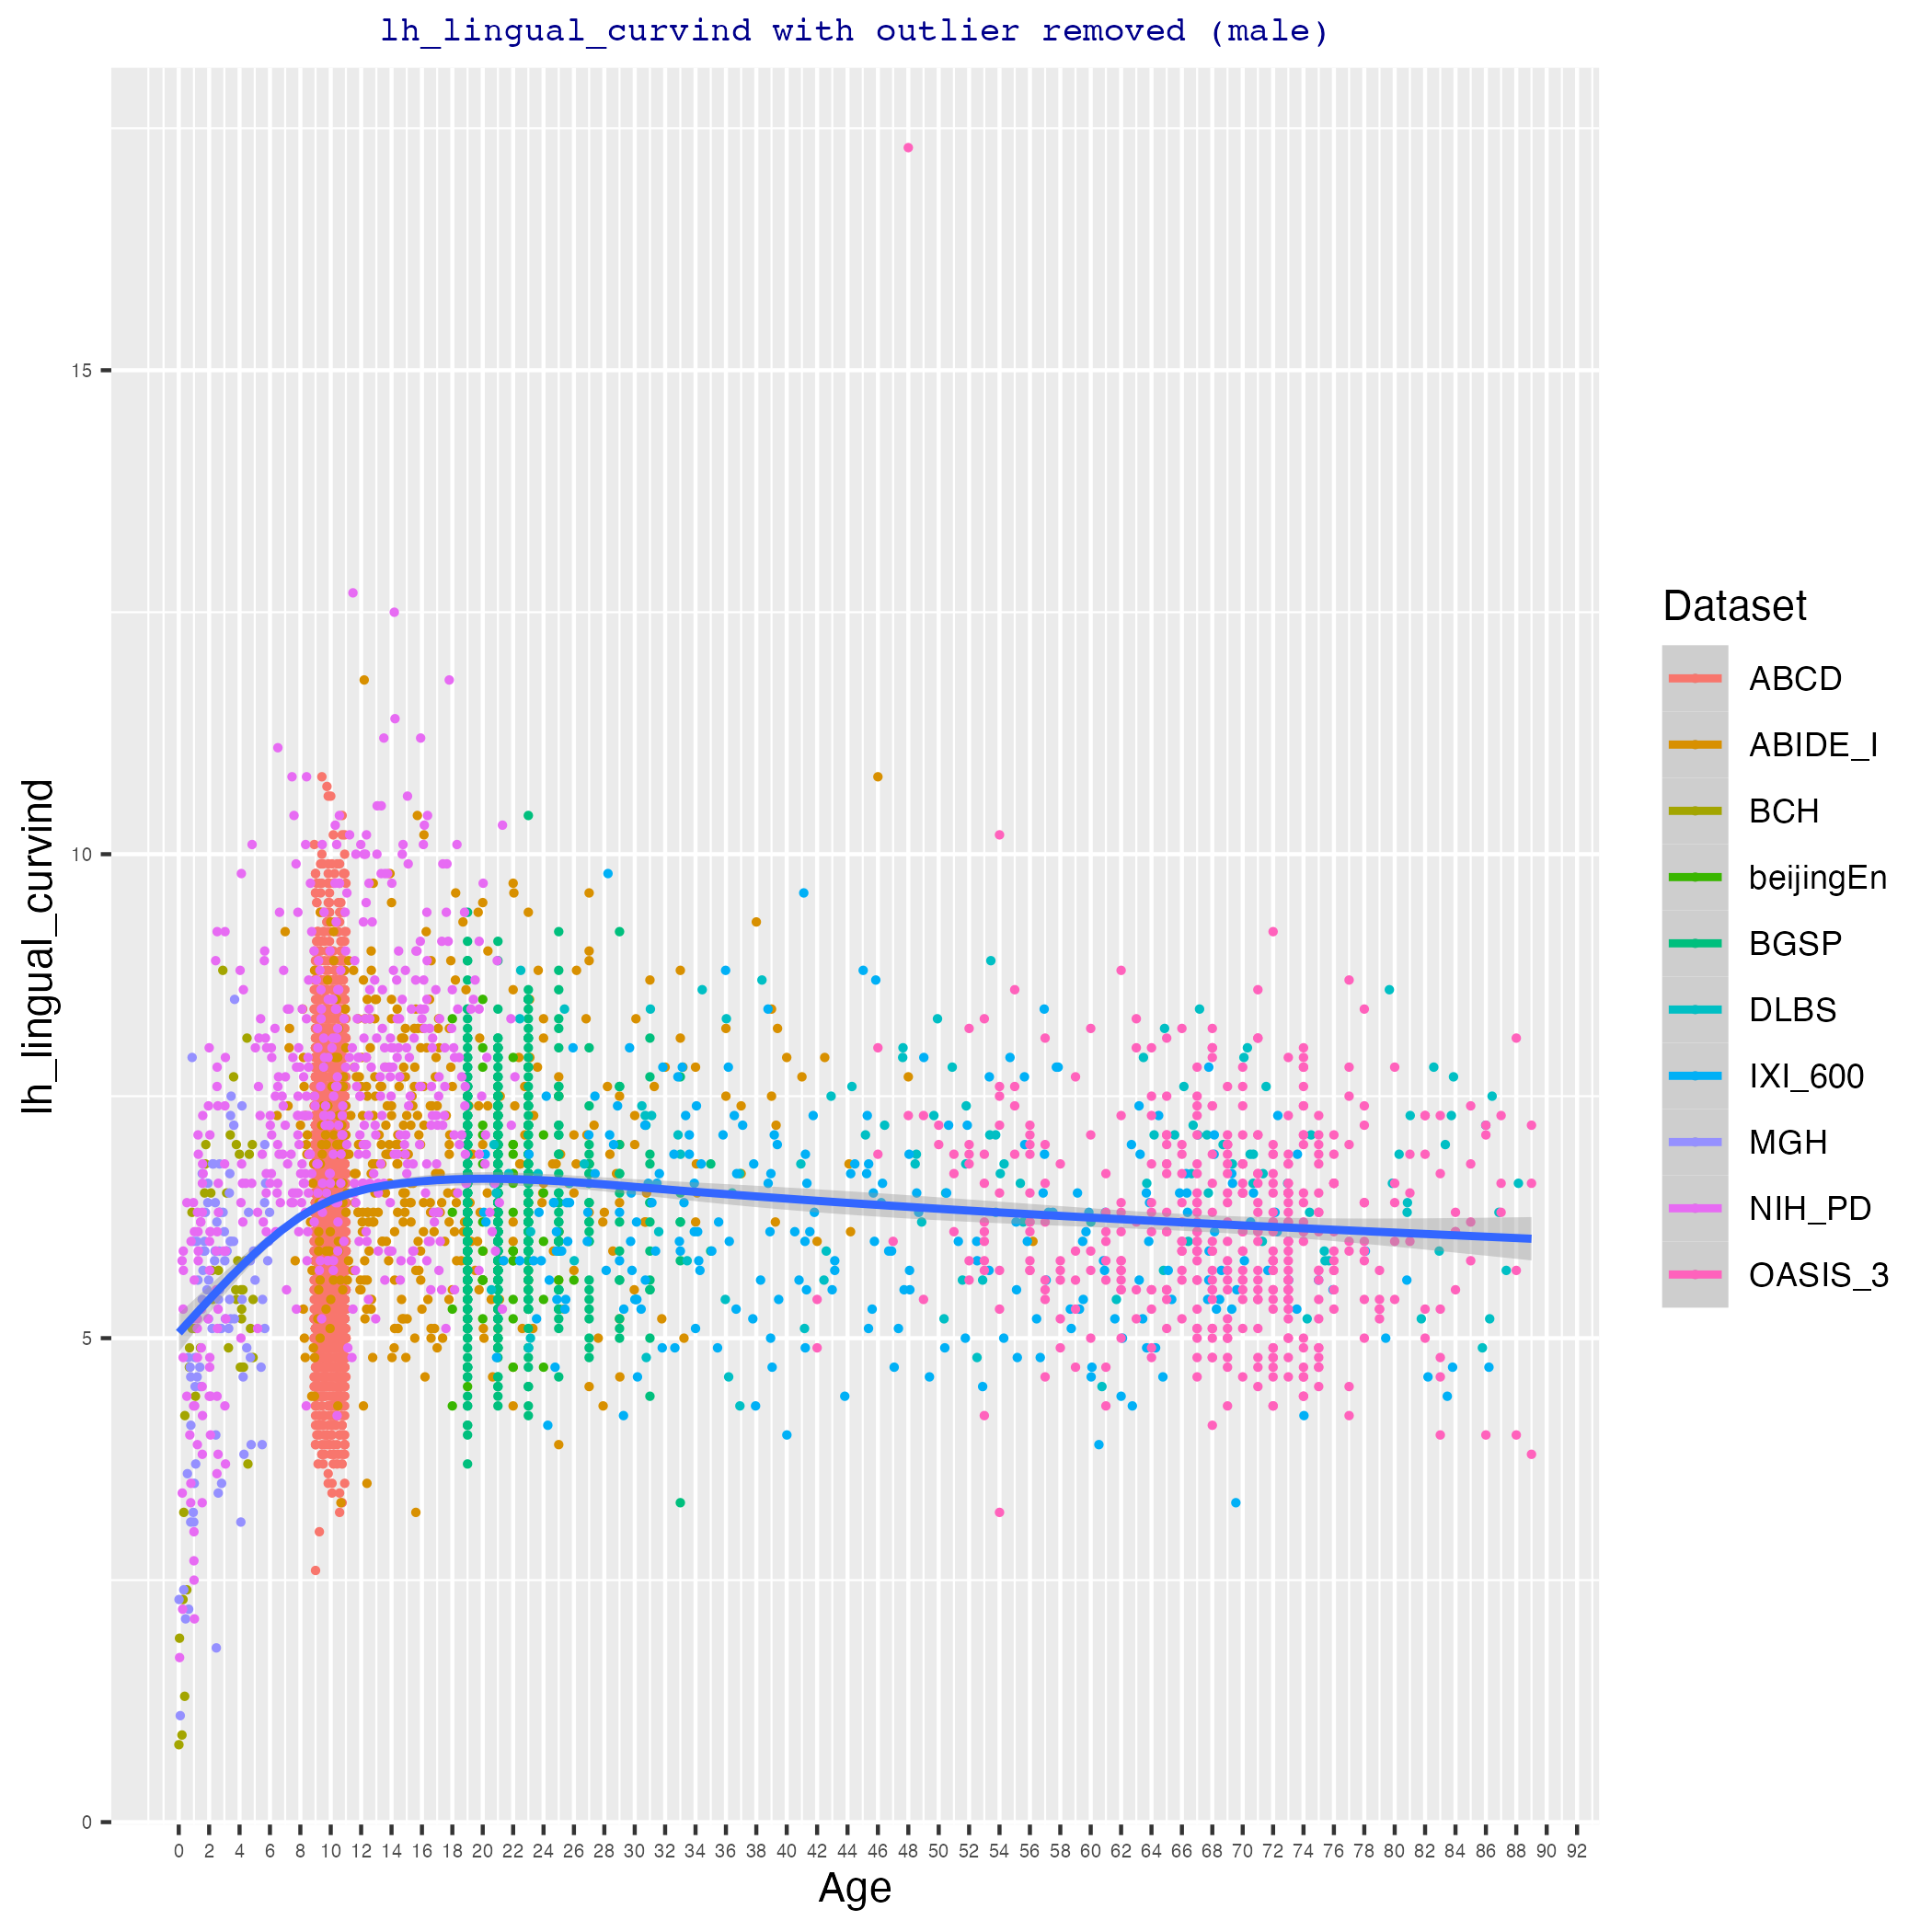 lh_lingual_curvind with outlier removed (male)
lh_lingual_curvind
15
10
5
0
0 2 4 6 8 10 12 14 16 18 20 22 24 26 28 30 32 34 36 38 40 42 44 46 48 50 52 54 56 58 60 62 64 66 68 70 72 74 76 78 80 82 84 86 88 90 92
Age
Dataset
ABCD
ABIDE_I
BCH
beijingEn
BGSP
DLBS
IXI_600
MGH
NIH_PD
OASIS_3